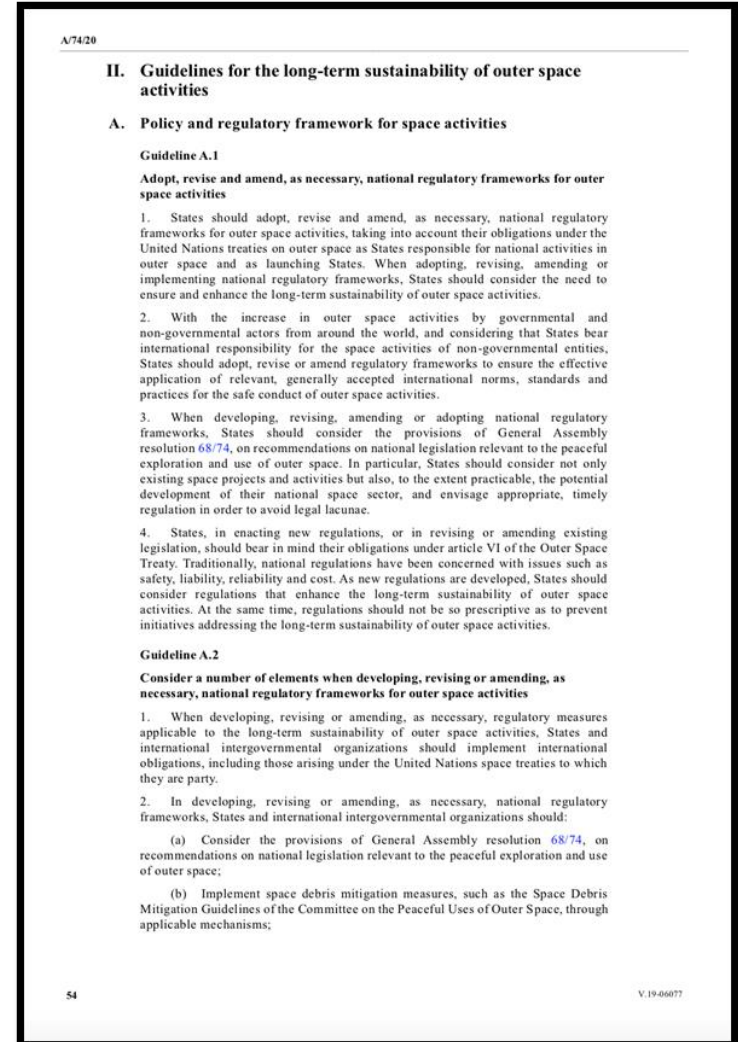 A/74/20
II. Guidelines for the long-term sustainability of outer space
activities
A. Policy and regulatory framework for space activities
Guideline A.1
Adopt, revise and amend, as necessary, national regulatory frameworks for outer
space activities
1. States should adopt, revise and amend, as necessary, national regulatory
frameworks for outer space activities, taking into account their obligations under the
United Nations treaties on outer space as States responsible for national activities in
outer space and as launching States. When adopting, revising, amending or
implementing national regulatory frameworks, States should consider the need to
ensure and enhance the long-term sustainability of outer space activities.
2. With the increase in outer space activities by governmental and
non-governmental actors from around the world, and considering that States bear
international responsibility for the space activities of non-governmental entities,
States should adopt, revise or amend regulatory frameworks to ensure the effective
application of relevant, generally accepted international norms, standards and
practices for the safe conduct of outer space activities.
3. When developing, revising, amending or adopting national regulatory
frameworks, States should consider the provisions of General Assembly
resolution 68/74, on recommendations on national legislation relevant to the peaceful
exploration and use of outer space. In particular, States should consider not only
existing space projects and activities but also, to the extent practicable, the potential
development of their national space sector, and envisage appropriate, timely
regulation in order to avoid legal lacunae.
4. States, in enacting new regulations, or in revising or amending existing
legislation, should bear in mind their obligations under article VI of the Outer Space
Treaty. Traditionally, national regulations have been concerned with issues such as
safety, liability, reliability and cost. As new regulations are developed, States should
consider regulations that enhance the long-term sustainability of outer space
activities. At the same time, regulations should not be so prescriptive as to prevent
initiatives addressing the long-term sustainability of outer space activities.
Guideline A.2
Consider a number of elements when developing, revising or amending, as
necessary, national regulatory frameworks for outer space activities
1. When developing, revising or amending, as necessary, regulatory measures
applicable to the long-term sustainability of outer space activities, States and
international intergovernmental organizations should implement international
obligations, including those arising under the United Nations space treaties to which
they are party.
2. In developing, revising or amending, as necessary, national regulatory
frameworks, States and international intergovernmental organizations should:
(a) Consider the provisions of General Assembly resolution 68/74, on
recommendations on national legislation relevant to the peaceful exploration and use
of outer space;
(b) Implement space debris mitigation measures, such as the Space Debris
Mitigation Guidelines of the Committee on the Peaceful Uses of Outer Space, through
applicable mechanisms;
54
V.19-06077